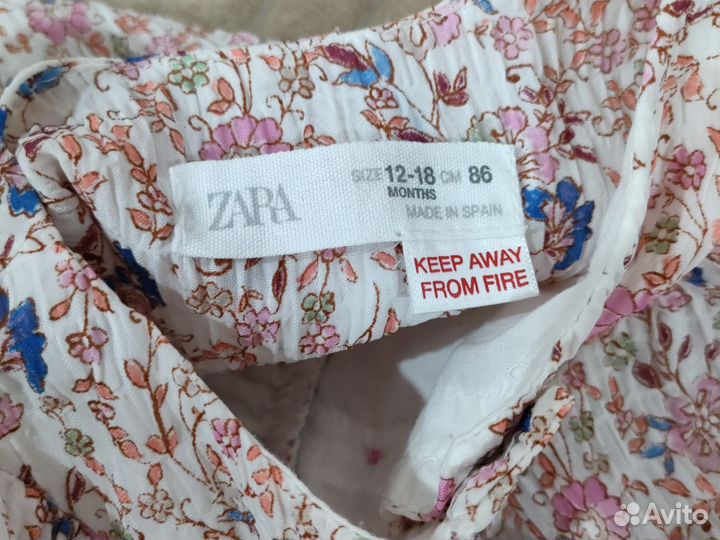 ZARA
SIZE 12-18 CM 86
MONTHS
MADE IN SPAIN
KEEP AWAY
FROM FIRE
Avito